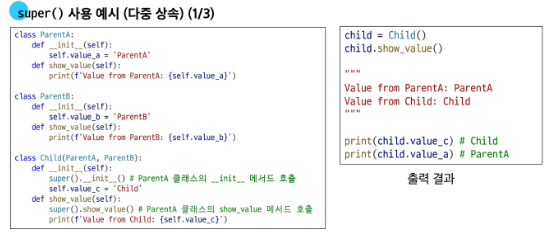 super() 사용 예시 (다중 상속) (1/3)
class ParentA:
    def __init__(self):
        self.value_a = 'ParentA'
    def show_value(self):
        print(f'Value from ParentA: {self.value_a}')

class ParentB:
    def __init__(self):
        self.value_b = 'ParentB'
    def show_value(self):
        print(f'Value from ParentB: {self.value_b}')

class Child(ParentA, ParentB):
    def __init__(self):
        super().__init__() # ParentA 클래스의 __init__ 메서드 호출
        self.value_c = 'Child'
    def show_value(self):
        super().show_value() # ParentA 클래스의 show_value 메서드 호출
        print(f'Value from Child: {self.value_c}')
child = Child()
child.show_value()

"""
Value from ParentA: ParentA
Value from Child: Child
"""

print(child.value_c) # Child
print(child.value_a) # ParentA
출력 결과